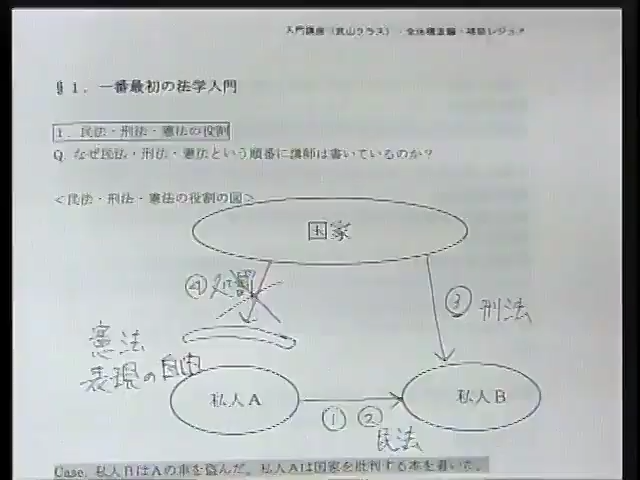 入門講座（武山クラス）・全体構造編・補助レジュメ
§１．一番最初の法学入門
１．民法・刑法・憲法の役割
Q. なぜ民法・刑法・憲法という順番に講師は書いているのか？
＜民法・刑法・憲法の役割の図＞
国家
④処罰
③ 刑法
憲法
表現の自由
私人A
私人B
① ②
民法
Case. 私人BはAの車を盗んだ。私人Aは国家を批判する本を書いた。